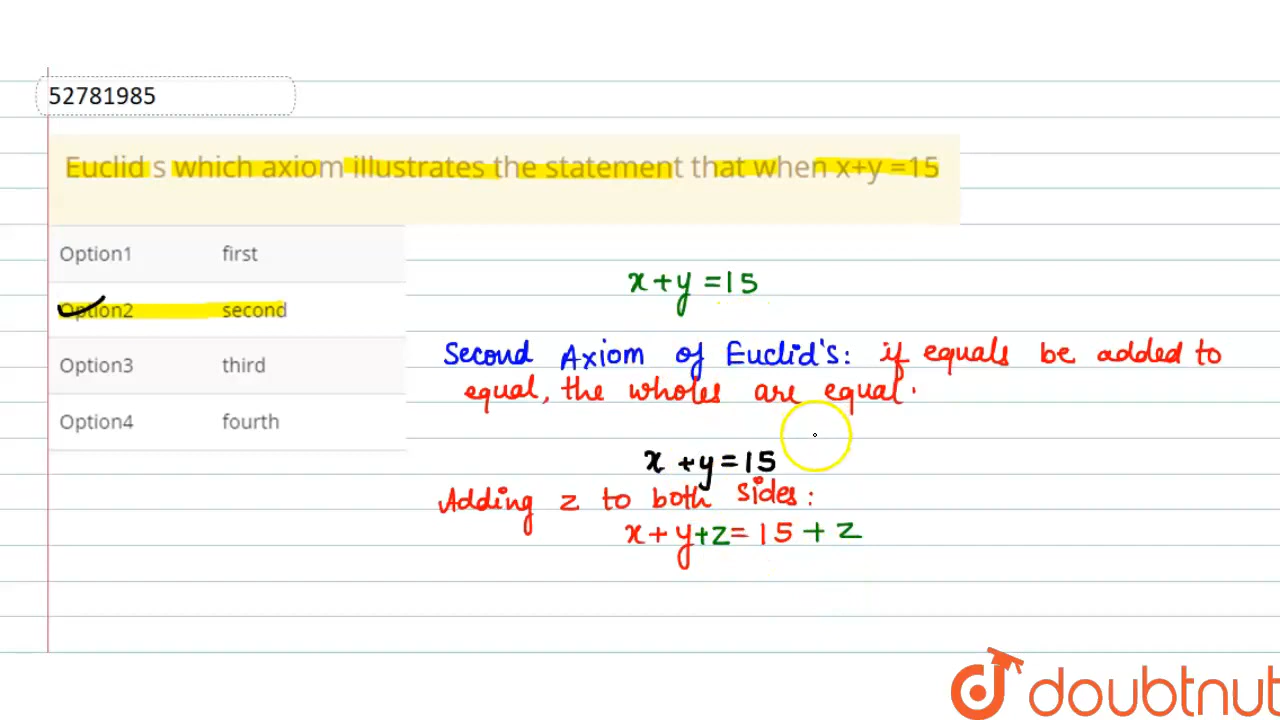 52781985
Euclid s which axiom illustrates the statement that when x+y =15
Option1 first
Option2 second
Option3 third
Option4 fourth
x+y =15
Second Axiom of Euclid's: if equals be added to
equal, the wholes are equal.
x+y=15
Adding z to both sides:
x+y+z=15+z
doubtnut